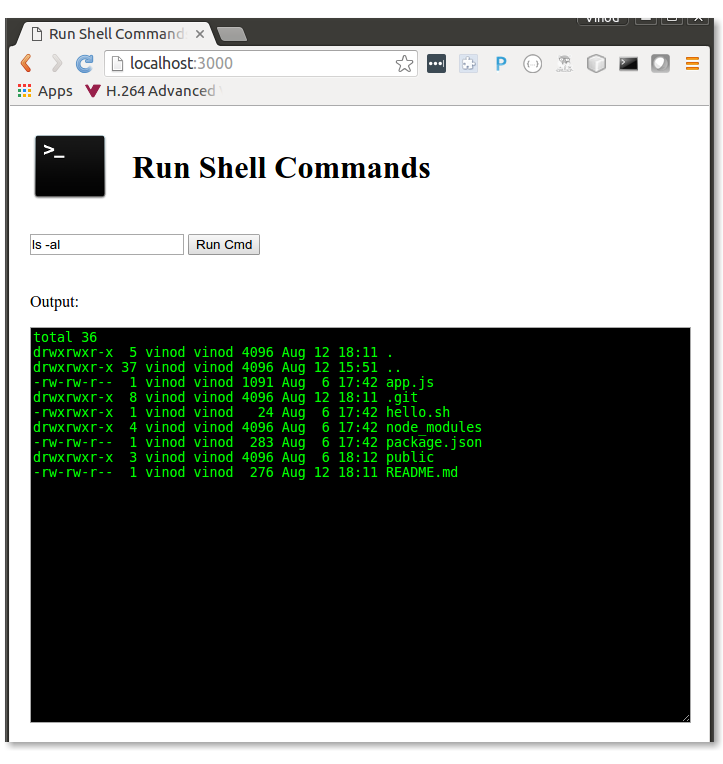 Vinod
Run Shell Command
localhost:3000
Apps H.264 Advanced
>_
Run Shell Commands
ls -al Run Cmd
Output:
total 36
drwxrwxr-x  5 vinod vinod 4096 Aug 12 18:11 .
drwxrwxr-x 37 vinod vinod 4096 Aug 12 15:51 ..
-rw-rw-r--  1 vinod vinod 1091 Aug  6 17:42 app.js
drwxrwxr-x  8 vinod vinod 4096 Aug 12 18:11 .git
-rwxrwxr-x  1 vinod vinod   24 Aug  6 17:42 hello.sh
drwxrwxr-x  4 vinod vinod 4096 Aug  6 17:42 node_modules
-rw-rw-r--  1 vinod vinod  283 Aug  6 17:42 package.json
drwxrwxr-x  3 vinod vinod 4096 Aug  6 18:12 public
-rw-rw-r--  1 vinod vinod  276 Aug 12 18:11 README.md